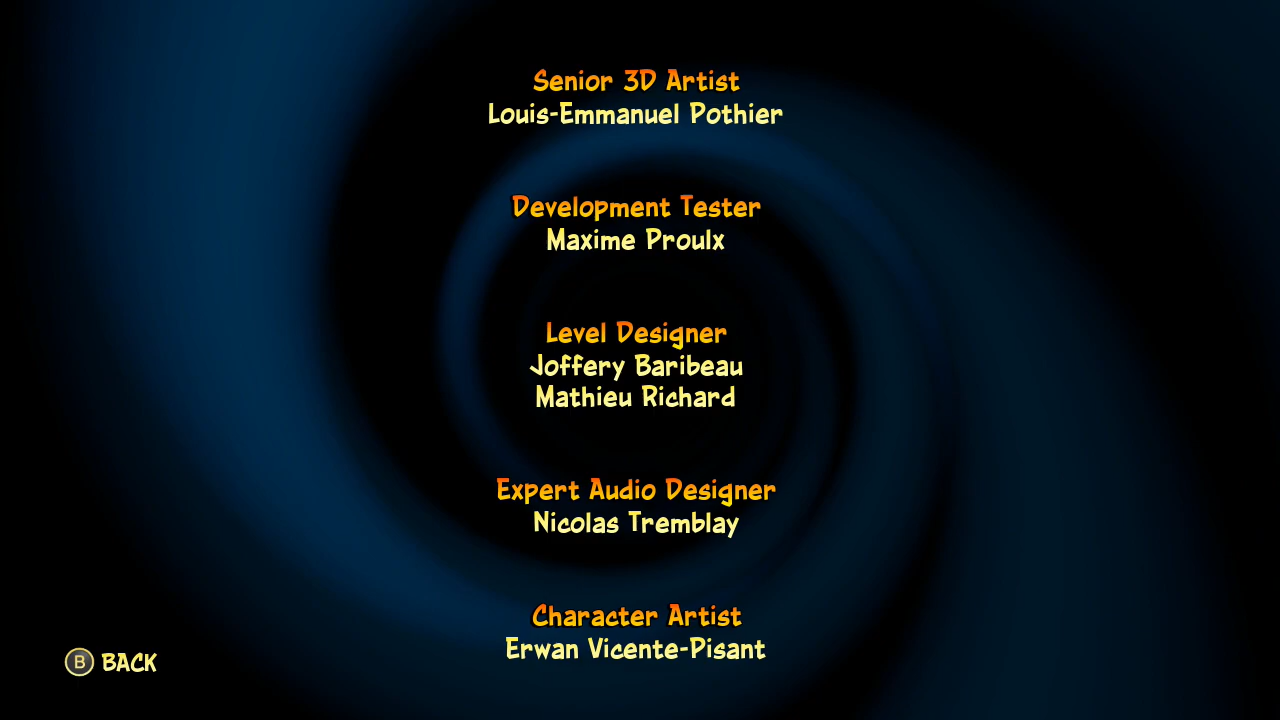 Senior 3D Artist
Louis-Emmanuel Pothier
Development Tester
Maxime Proulx
Level Designer
Joffery Baribeau
Mathieu Richard
Expert Audio Designer
Nicolas Tremblay
Character Artist
Erwan Vicente-Pisant
B BACK